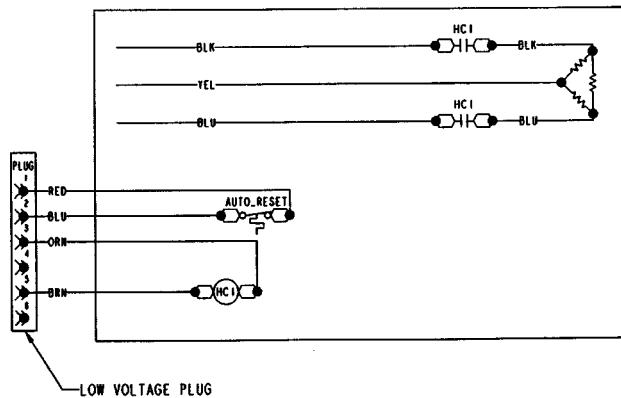 HC1
BLK BLK
YEL
HC1
BLU BLU
PLUG
1
RED
2
AUTO_RESET
BLU
3
ORN
4
5
BRN
HC1
6
LOW VOLTAGE PLUG